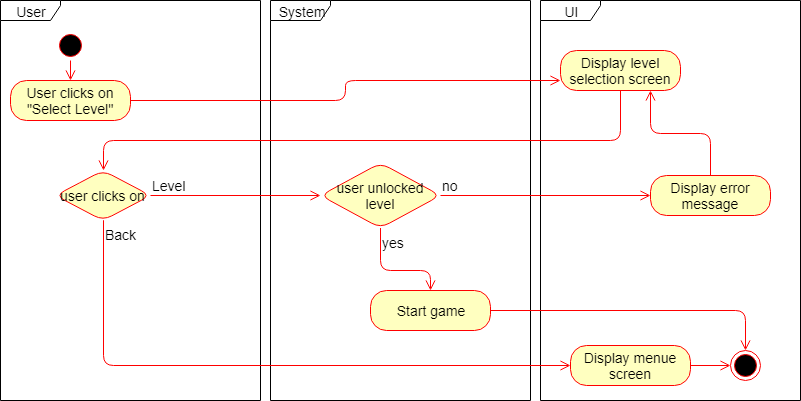 User
System
UI
User clicks on
"Select Level"
Display level
selection screen
user clicks on
Level
user unlocked
level
no
Display error
message
Back
yes
Start game
Display menue
screen